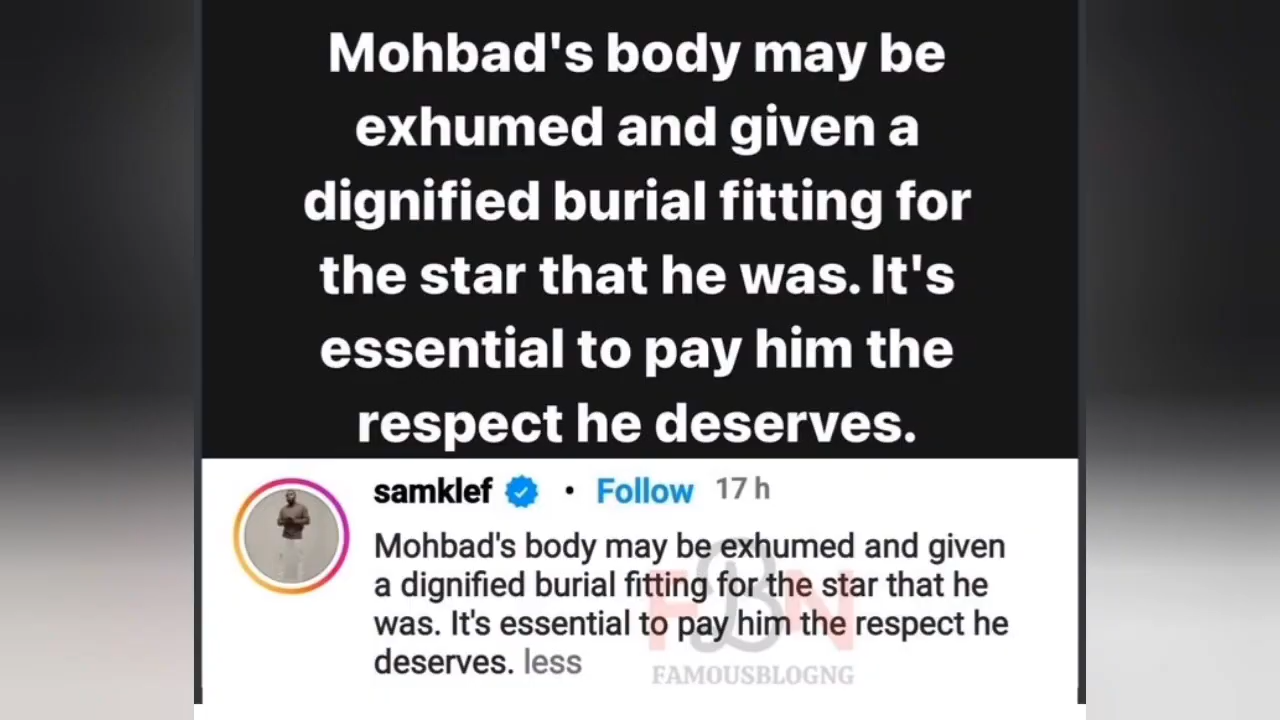 Mohbad's body may be
exhumed and given a
dignified burial fitting for
the star that he was. It's
essential to pay him the
respect he deserves.
samklef • Follow 17 h
Mohbad's body may be exhumed and given
a dignified burial fitting for the star that he
was. It's essential to pay him the respect he
deserves. less
FBN
FAMOUSBLOGNG